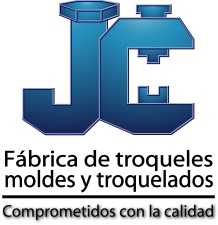 JC
Fábrica de troqueles
moldes y troquelados
Comprometidos con la calidad